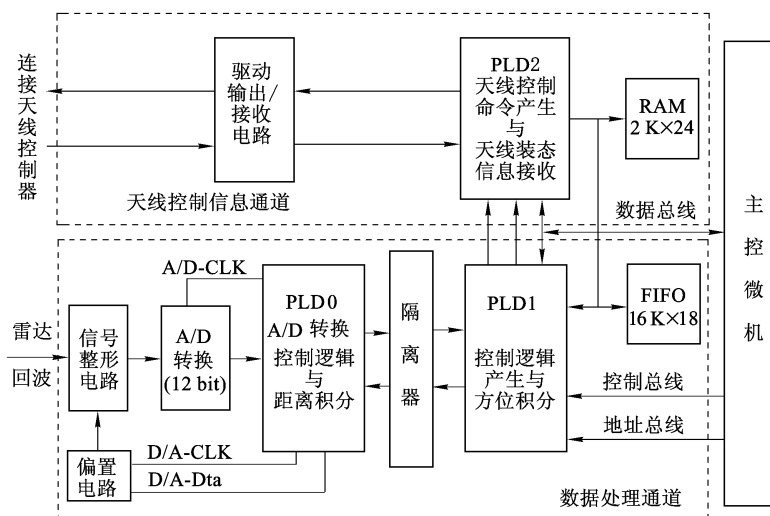 连接天线控制器
驱动
输出/
接收
电路
PLD2
天线控制
命令产生
与
天线装态
信息接收
RAM
2 K×24
天线控制信息通道
数据总线
主控微机
A/D-CLK
雷达
回波
信号
整形
电路
A/D
转换
(12 bit)
PLD0
A/D 转换
控制逻辑
与
距离积分
隔离器
PLD1
控制逻辑
产生与
方位积分
FIFO
16 K×18
控制总线
地址总线
偏置
电路
D/A-CLK
D/A-Dta
数据处理通道